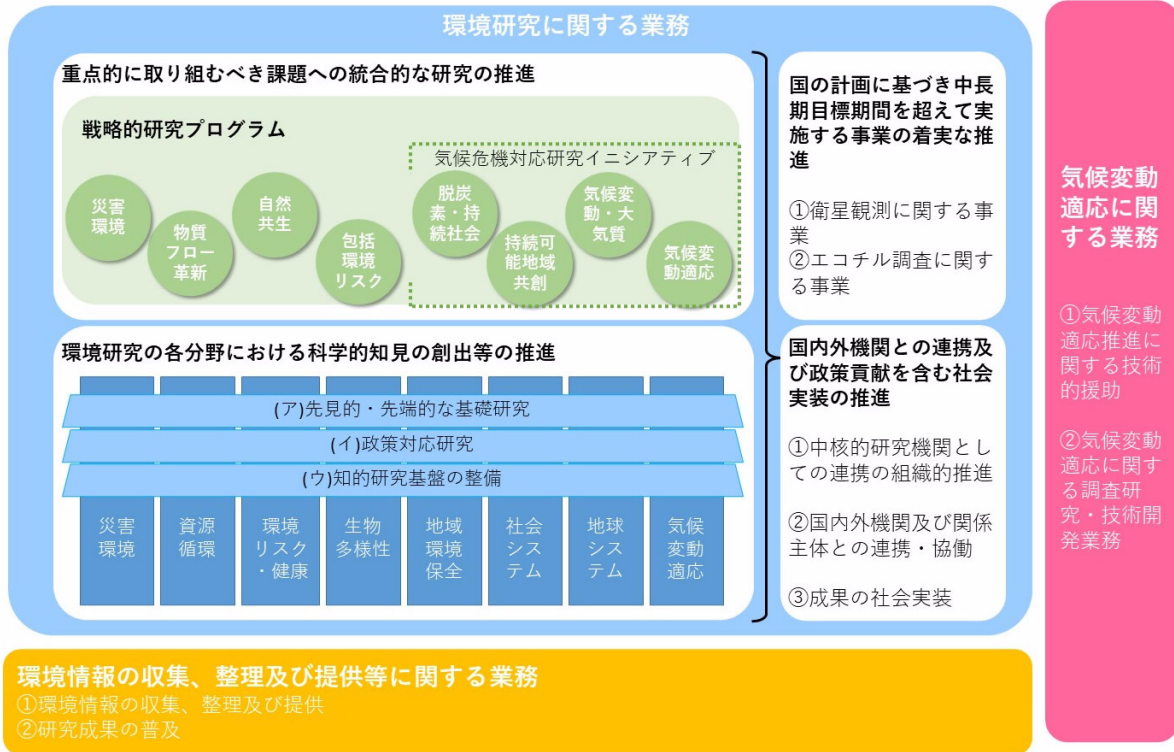 環境研究に関する業務
重点的に取り組むべき課題への統合的な研究の推進
戦略的研究プログラム
気候危機対応研究イニシアティブ
災害
環境
物質
フロー
革新
自然
共生
包括
環境
リスク
脱炭
素・持
続社会
持続可
能地域
共創
気候変
動・大
気質
気候変
動適応
環境研究の各分野における科学的知見の創出等の推進
(ア)先見的・先端的な基礎研究
(イ)政策対応研究
(ウ)知的研究基盤の整備
災害
環境
資源
循環
環境
リスク
・健康
生物
多様性
地域
環境
保全
社会
シス
テム
地球
シス
テム
気候
変動
適応
国の計画に基づき中長
期目標期間を超えて実
施する事業の着実な推
進
①衛星観測に関する事
業
②エコチル調査に関す
る事業
国内外機関との連携及
び政策貢献を含む社会
実装の推進
①中核的研究機関とし
ての連携の組織的推進
②国内外機関及び関係
主体との連携・協働
③成果の社会実装
気候変動
適応に関
する業務
①気候変動
適応推進に
関する技術
的援助
②気候変動
適応に関す
る調査研
究・技術開
発業務
環境情報の収集、整理及び提供等に関する業務
①環境情報の収集、整理及び提供
②研究成果の普及